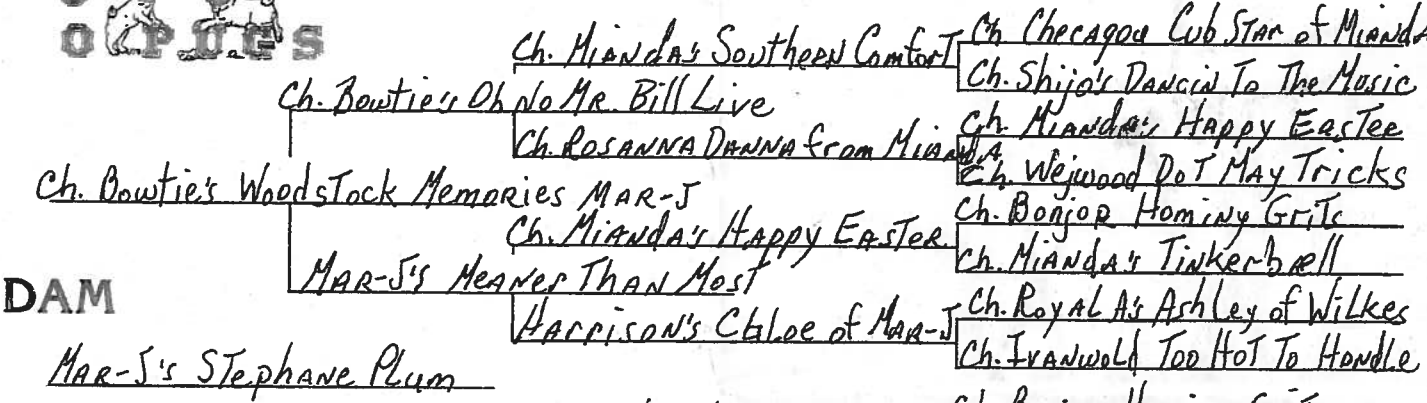 o PUGS
Ch. Mianda's Southern Comfort
Ch Checagou Cub Star of Mianda
Ch. Shijo's Dancin To The Music
Ch. Bowtie's Oh No Mr. Bill Live
Ch. Rosanna Danna from Mianda
Ch. Mianda's Happy Eastee
Ch. Wejwood Dot May Tricks
Ch. Bowtie's Woodstock Memories Mar-J
Ch. Mianda's Happy Easter
Ch. Bonjor Hominy Grits
Ch. Mianda's Tinkerbell
Mar-J's Meaner Than Most
Harrison's Chloe of Mar-J
Ch. Royal A's Ashley of Wilkes
Ch. Ivanwold Too Hot To Handle
DAM
Mar-J's Stephane Plum